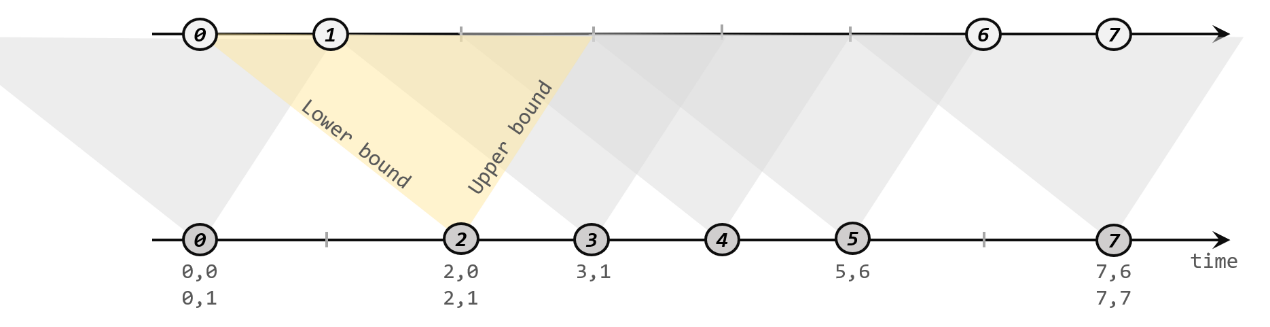 0 1 6 7
Lower bound
Upper bound
0 2 3 4 5 7
time
0,0 2,0 3,1 5,6 7,6
0,1 2,1 7,7